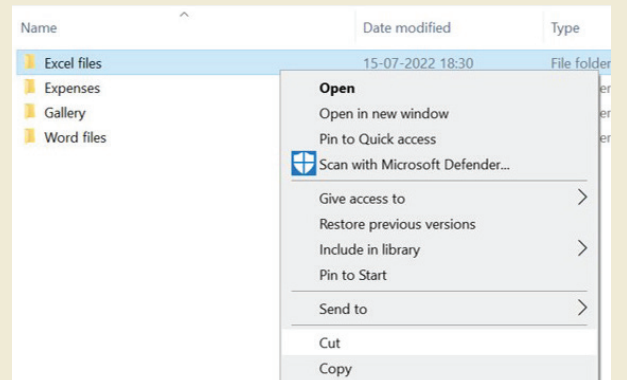 Name Date modified Type
Excel files 15-07-2022 18:30 File folder
Expenses
Gallery
Word files
Open
Open in new window
Pin to Quick access
Scan with Microsoft Defender...
Give access to
Restore previous versions
Include in library
Pin to Start
Send to
Cut
Copy